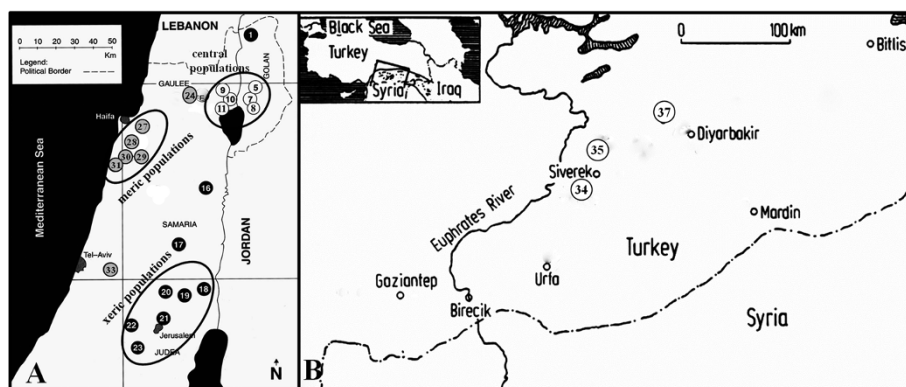 LEBANON
0 10 20 30 40 50
Km
Legend:
Political Border
1
central
populations
GOLAN
GAULEE
24
9
5
10
7
11
8
Haifa
27
28
30
29
31
meric populations
Mediterranean Sea
16
SAMARIA
17
JORDAN
Tel-Aviv
33
xeric populations
20
19
18
21
22
Jerusalem
23
JUDEA
A
N
Black Sea
Turkey
Syria
Iraq
0 100 km
Bitlis
37
Diyarbakir
35
Siverek
34
Mardin
Euphrates River
Turkey
Urfa
Gaziantep
Birecik
Syria
B